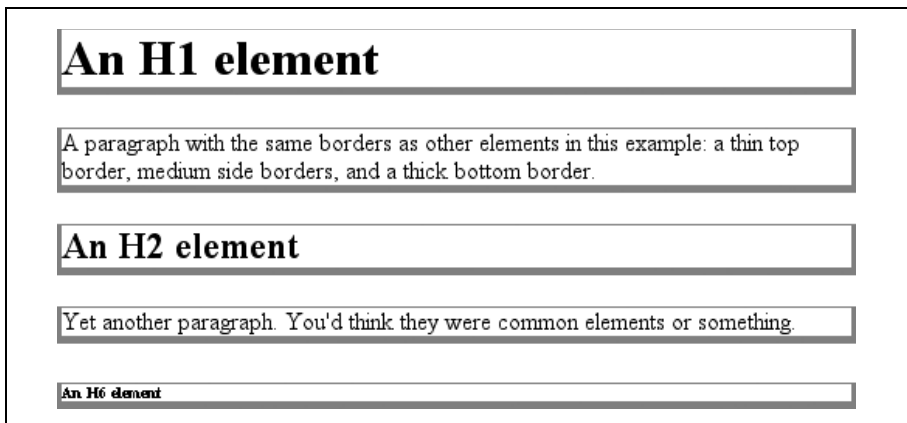 An H1 element
A paragraph with the same borders as other elements in this example: a thin top
border, medium side borders, and a thick bottom border.
An H2 element
Yet another paragraph. You'd think they were common elements or something.
An H6 element